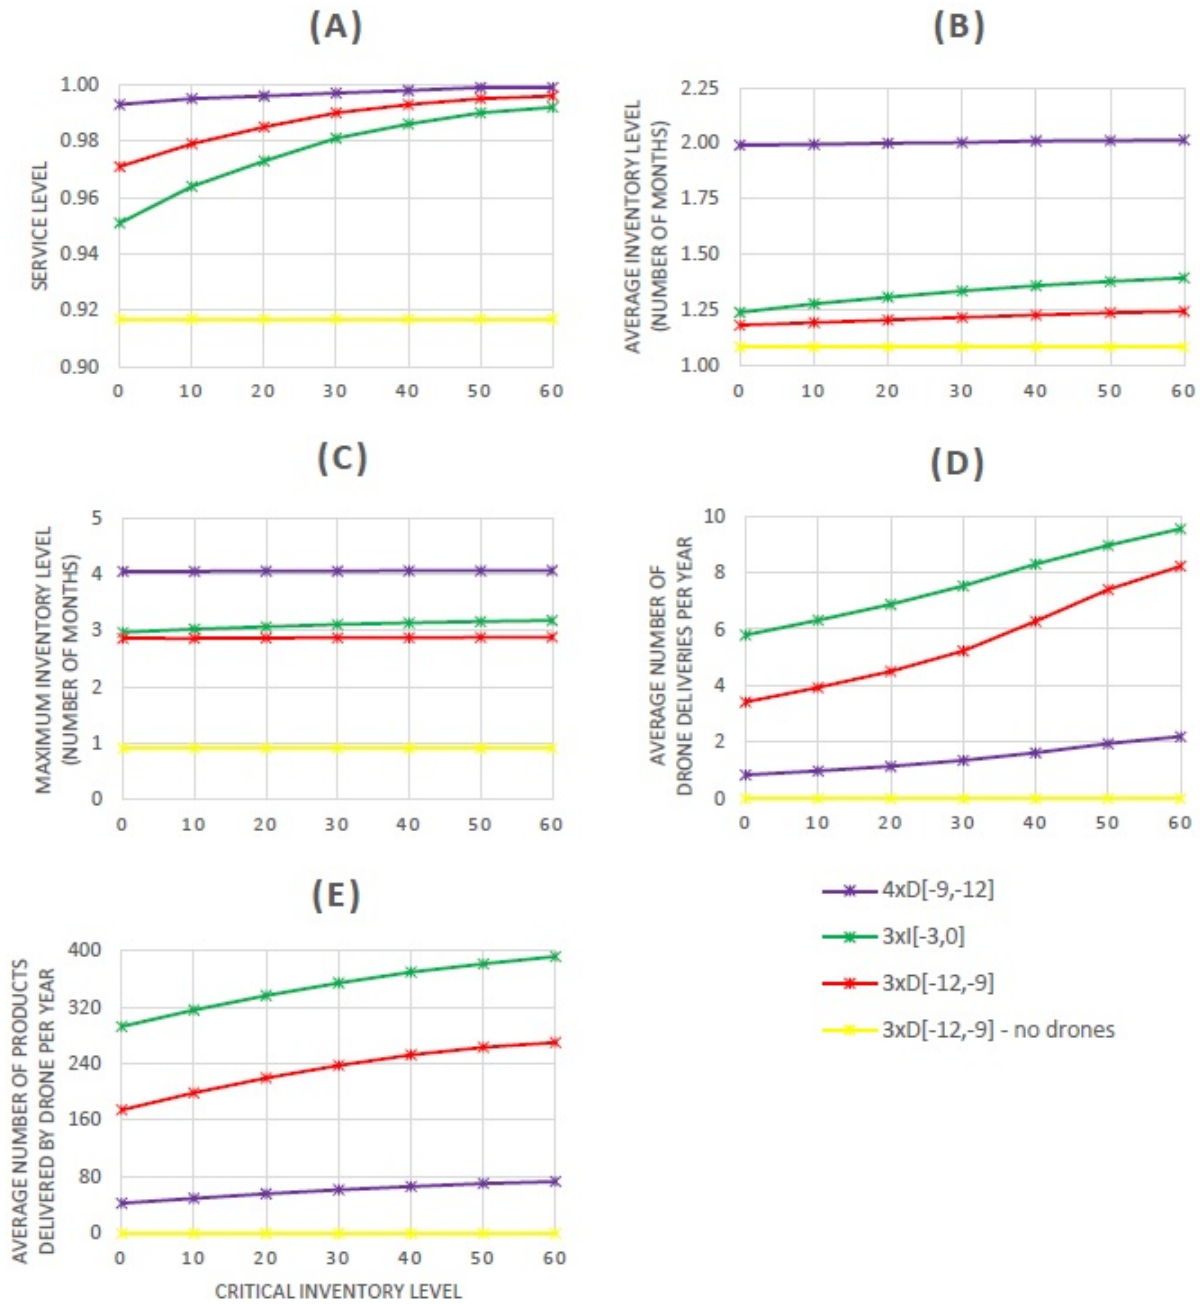 (A)
1.00
0.98
0.96
0.94
0.92
0.90
SERVICE LEVEL
0 10 20 30 40 50 60
(B)
2.25
2.00
1.75
1.50
1.25
1.00
AVERAGE INVENTORY LEVEL
(NUMBER OF MONTHS)
0 10 20 30 40 50 60
(C)
5
4
3
2
1
0
MAXIMUM INVENTORY LEVEL
(NUMBER OF MONTHS)
0 10 20 30 40 50 60
(D)
10
8
6
4
2
0
AVERAGE NUMBER OF
DRONE DELIVERIES PER YEAR
0 10 20 30 40 50 60
(E)
400
320
240
160
80
0
AVERAGE NUMBER OF PRODUCTS
DELIVERED BY DRONE PER YEAR
0 10 20 30 40 50 60
CRITICAL INVENTORY LEVEL
4xD[-9,-12]
3xI[-3,0]
3xD[-12,-9]
3xD[-12,-9] - no drones